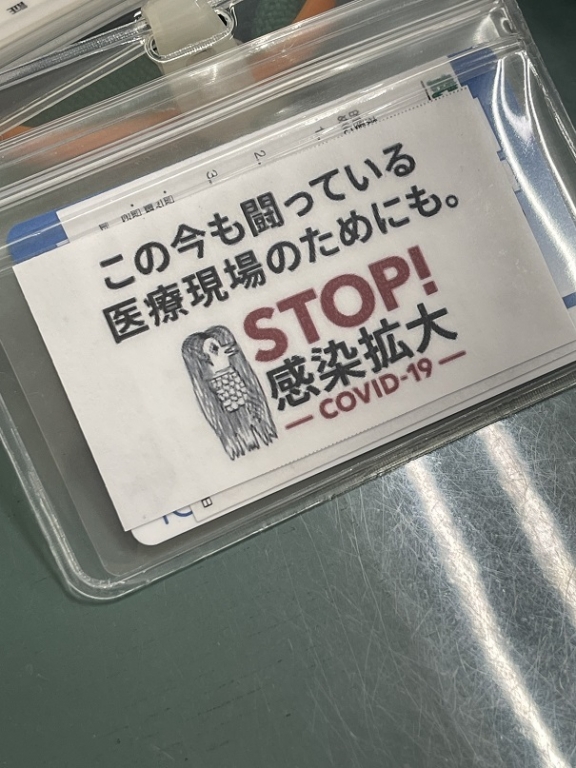 この今も闘っている
医療現場のためにも。
STOP!
感染拡大
— COVID-19 —